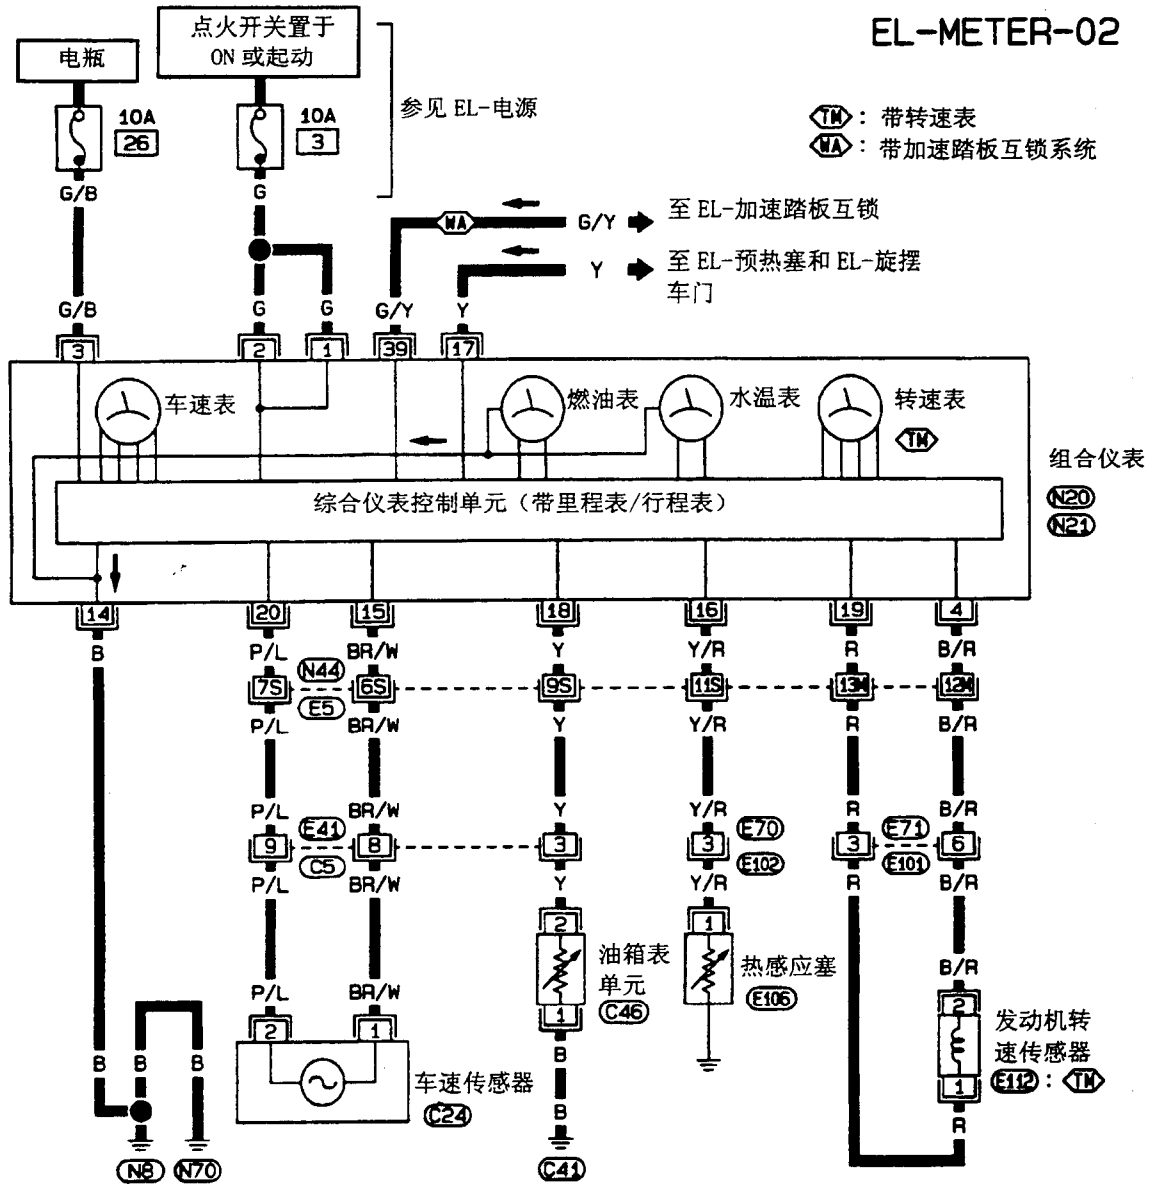 EL-METER-02
点火开关置于
ON 或起动
电瓶
10A
26
10A
3
参见 EL-电源
TM : 带转速表
WA : 带加速踏板互锁系统
G/B
G
WA
G/Y
至 EL-加速踏板互锁
Y
至 EL-预热塞和 EL-旋摆
车门
G/B
G
G
G/Y
Y
3
2
1
39
17
车速表
燃油表
水温表
转速表
TM
组合仪表
N20
N21
综合仪表控制单元（带里程表/行程表）
14
20
15
18
16
19
4
B
P/L
BR/W
Y
Y/R
R
B/R
N44
7S
6S
9S
11S
13M
12M
E5
P/L
BR/W
Y
Y/R
R
B/R
P/L
BR/W
Y
Y/R
R
B/R
E41
E70
E71
9
8
3
3
3
6
C5
E102
E101
P/L
BR/W
Y
Y/R
R
B/R
2
1
油箱表
单元
C46
热感应塞
E106
B/R
P/L
BR/W
1
2
2
1
发动机转
速传感器
E112 : TM
1
B
B
B
B
R
车速传感器
C24
B
N8
N70
C41